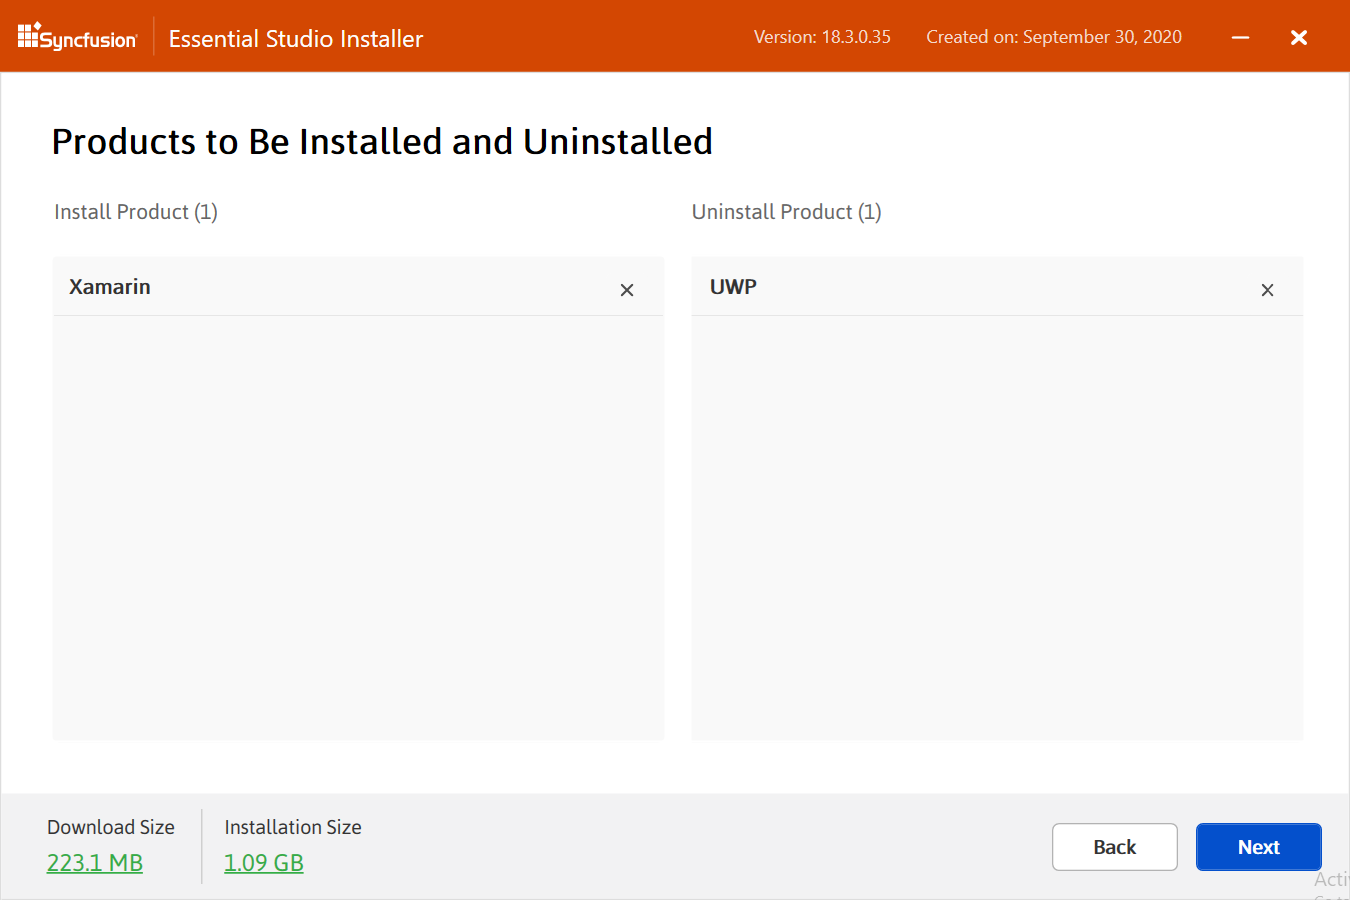 Syncfusion
Essential Studio Installer
Version: 18.3.0.35
Created on: September 30, 2020
Products to Be Installed and Uninstalled
Install Product (1)
Uninstall Product (1)
Xamarin
UWP
Download Size
Installation Size
223.1 MB
1.09 GB
Back
Next
Acti